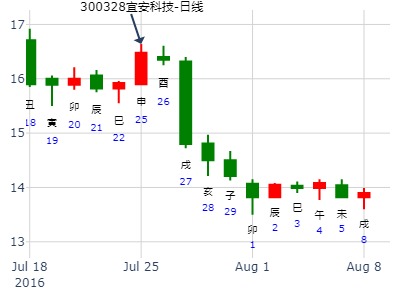 300328宜安科技-日线
17
16
15
14
13
丑
18
寅
19
卯
20
辰
21
巳
22
申
25
酉
26
戌
27
亥
28
子
29
卯
1
辰
2
巳
3
午
4
未
5
戌
8
Jul 18
2016
Jul 25
Aug 1
Aug 8